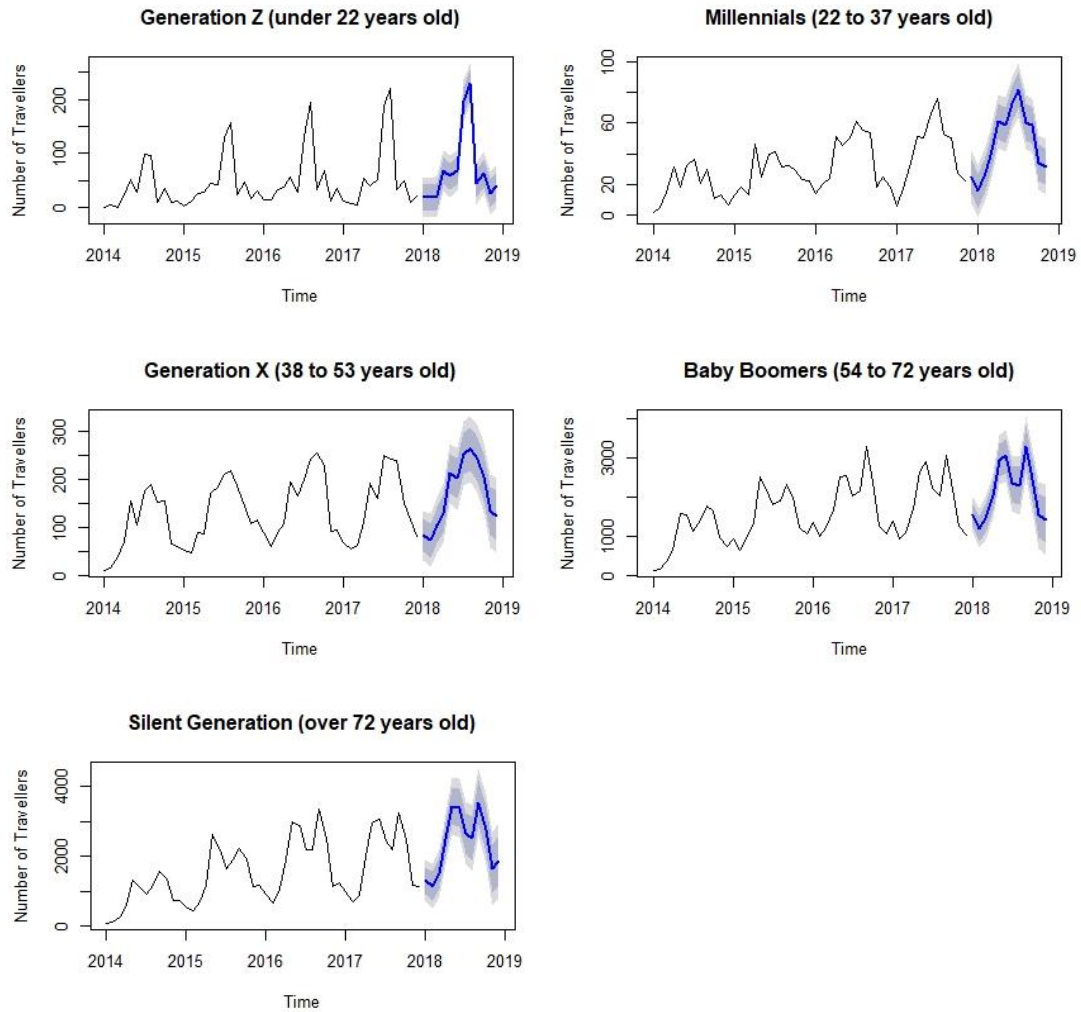 Generation Z (under 22 years old)
Number of Travellers
0 100 200
2014 2015 2016 2017 2018 2019
Time
Millennials (22 to 37 years old)
Number of Travellers
0 20 60 100
2014 2015 2016 2017 2018 2019
Time
Generation X (38 to 53 years old)
Number of Travellers
0 100 200 300
2014 2015 2016 2017 2018 2019
Time
Baby Boomers (54 to 72 years old)
Number of Travellers
0 1000 3000
2014 2015 2016 2017 2018 2019
Time
Silent Generation (over 72 years old)
Number of Travellers
0 2000 4000
2014 2015 2016 2017 2018 2019
Time